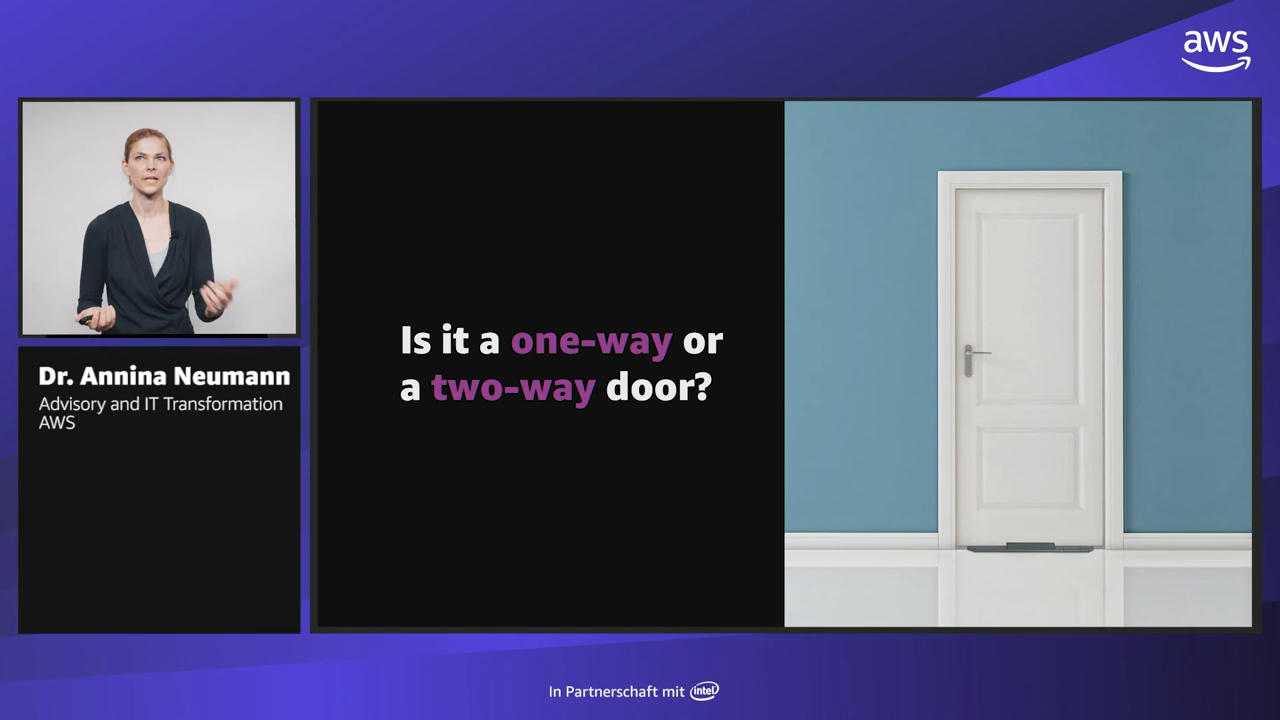 aws
Dr. Annina Neumann
Advisory and IT Transformation
AWS
Is it a one-way or
a two-way door?
In Partnerschaft mit intel